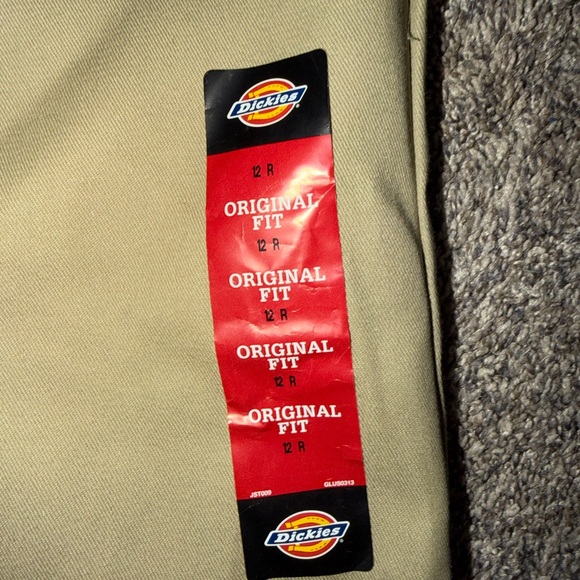 Dickies
12 R
ORIGINAL
FIT
12 R
ORIGINAL
FIT
12 R
ORIGINAL
FIT
12 R
ORIGINAL
FIT
12 R
JST009 GLUS0313
Dickies